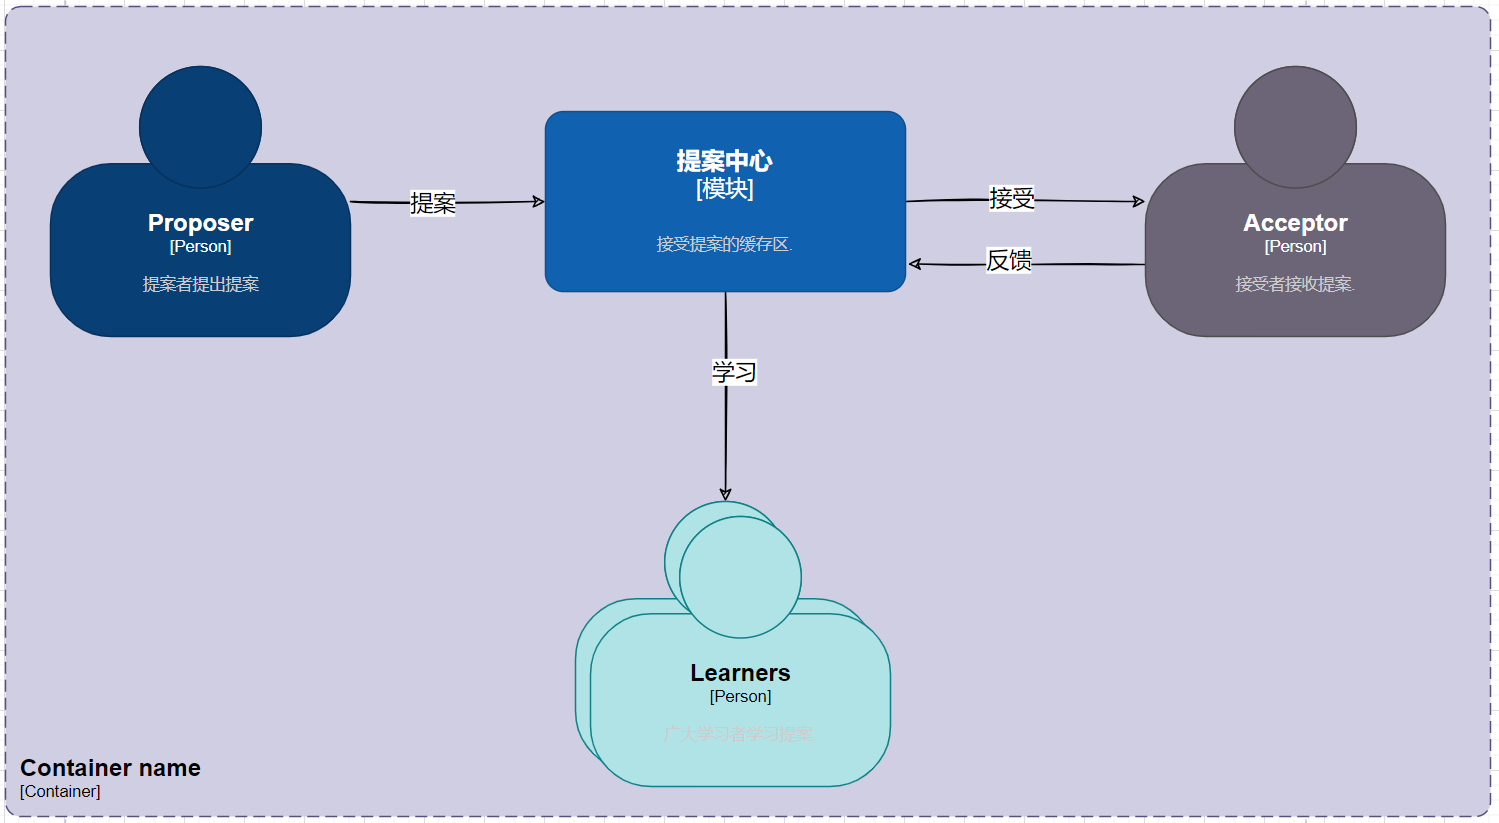 Proposer
[Person]
提案者提出提案
提案
提案中心
[模块]
接受提案的缓存区.
接受
反馈
Acceptor
[Person]
接受者接收提案.
学习
Learners
[Person]
广大学习者学习提案
Container name
[Container]